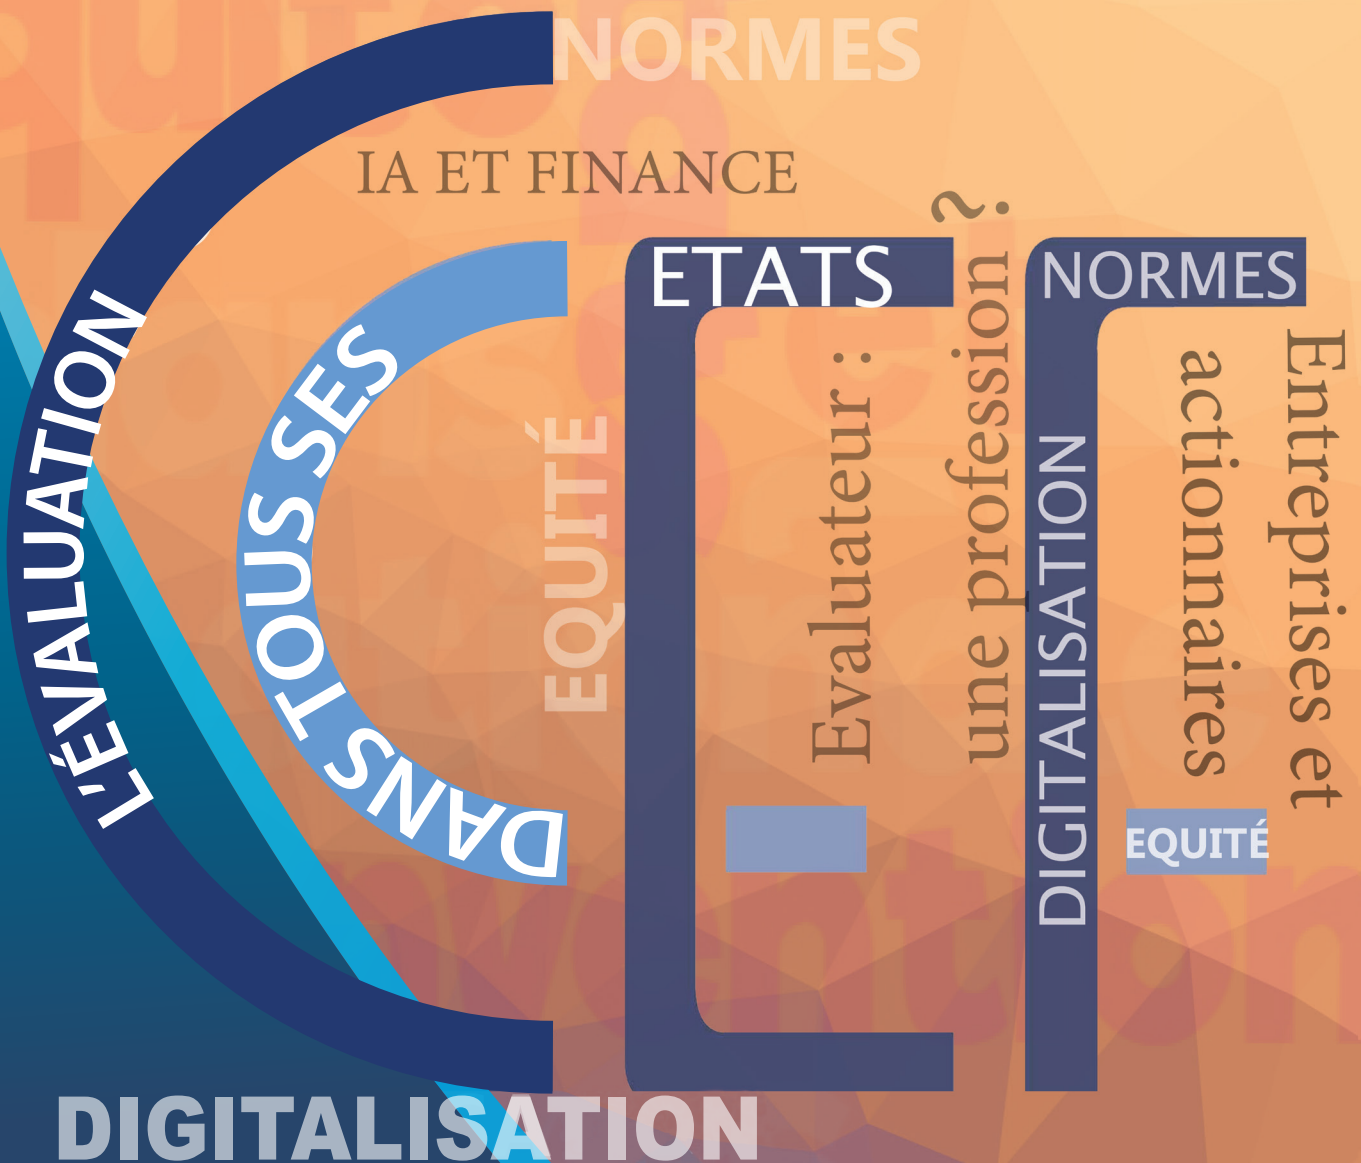 NORMES
IA ET FINANCE
L'ÉVALUATION
DANS TOUS SES
ETATS
EQUITÉ
Evaluateur :
une profession ?
NORMES
DIGITALISATION
Entreprises et
actionnaires
EQUITÉ
DIGITALISATION